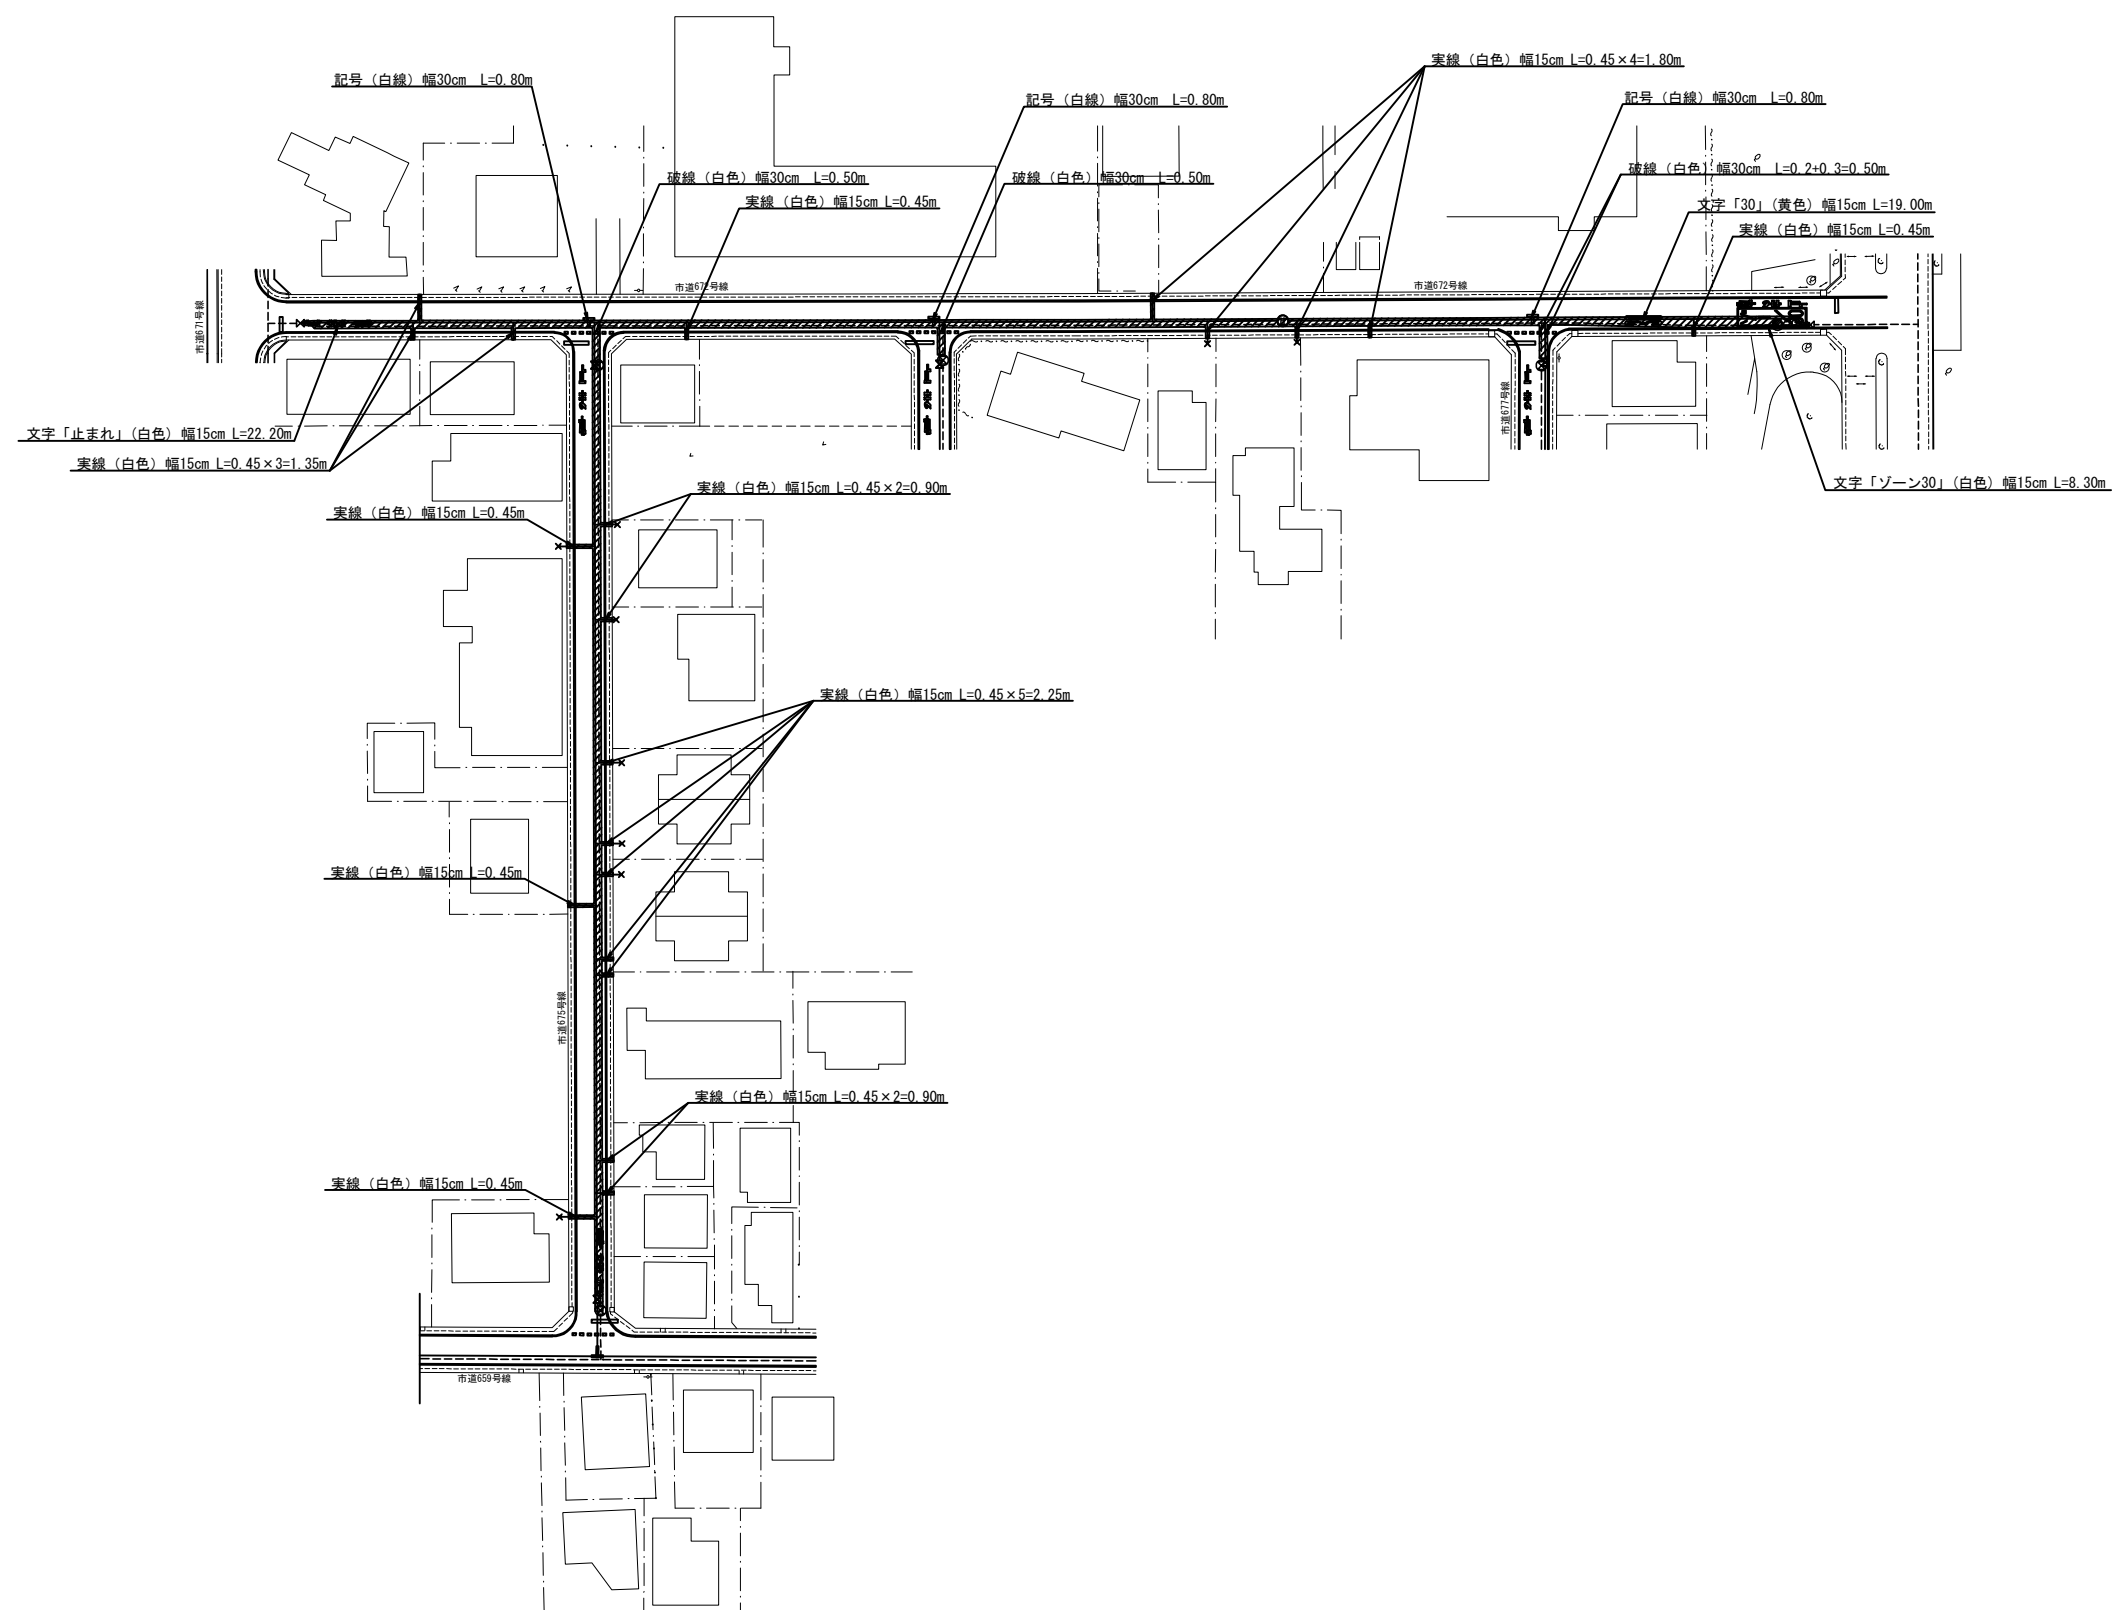 実線（白色）幅15cm L=0.45×4=1.80m
記号（白線）幅30cm L=0.80m
記号（白線）幅30cm L=0.80m
記号（白線）幅30cm L=0.80m
破線（白色）幅30cm L=0.50m
破線（白色）幅30cm L=0.50m
破線（白色）幅30cm L=0.2+0.3=0.50m
実線（白色）幅15cm L=0.45m
文字「30」（黄色）幅15cm L=19.00m
実線（白色）幅15cm L=0.45m
市道672号線
市道672号線
市道671号線
市道677号線
文字「止まれ」（白色）幅15cm L=22.20m
実線（白色）幅15cm L=0.45×3=1.35m
文字「ゾーン30」（白色）幅15cm L=8.30m
実線（白色）幅15cm L=0.45×2=0.90m
実線（白色）幅15cm L=0.45m
実線（白色）幅15cm L=0.45×5=2.25m
実線（白色）幅15cm L=0.45m
市道675号線
実線（白色）幅15cm L=0.45×2=0.90m
実線（白色）幅15cm L=0.45m
市道659号線